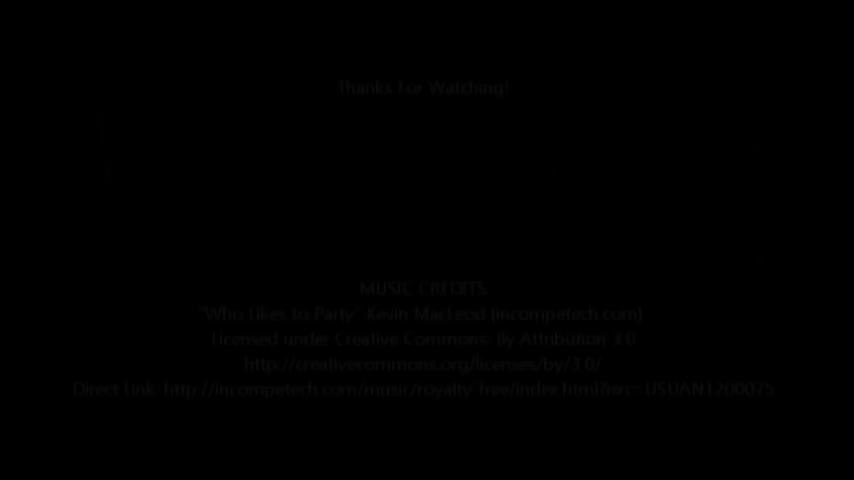 Thanks For Watching!
MUSIC CREDITS
"Who Likes to Party" Kevin MacLeod (incompetech.com)
Licensed under Creative Commons: By Attribution 3.0
http://creativecommons.org/licenses/by/3.0/
Direct Link: http://incompetech.com/music/royalty-free/index.html?isrc=USUAN1200075